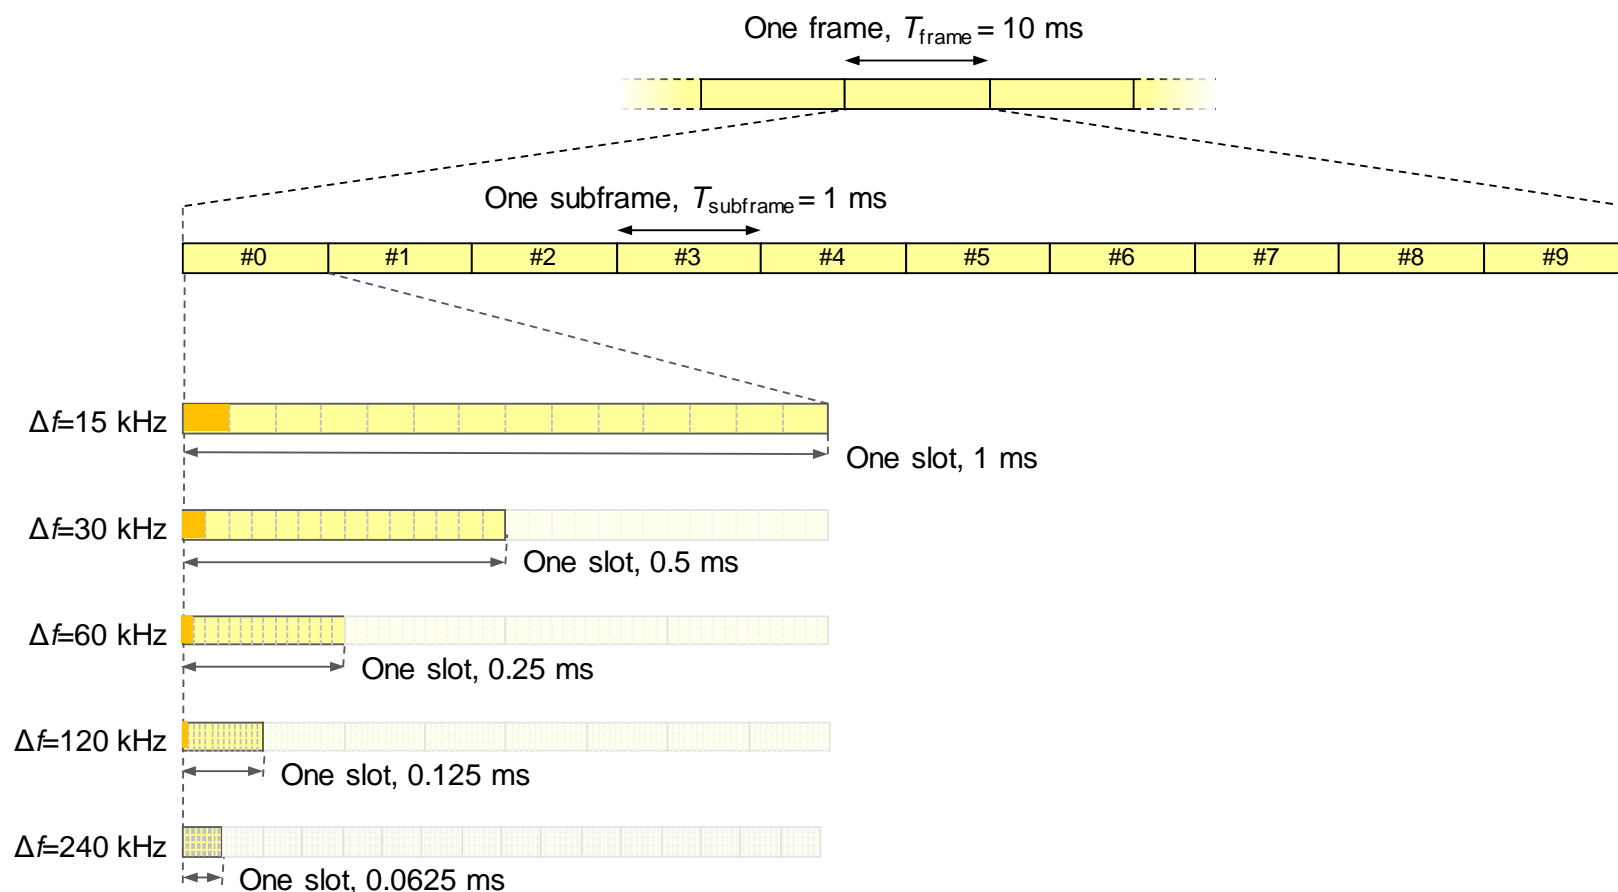 One frame, Tframe = 10 ms
One subframe, Tsubframe = 1 ms
#0 #1 #2 #3 #4 #5 #6 #7 #8 #9
Δf=15 kHz
One slot, 1 ms
Δf=30 kHz
One slot, 0.5 ms
Δf=60 kHz
One slot, 0.25 ms
Δf=120 kHz
One slot, 0.125 ms
Δf=240 kHz
One slot, 0.0625 ms